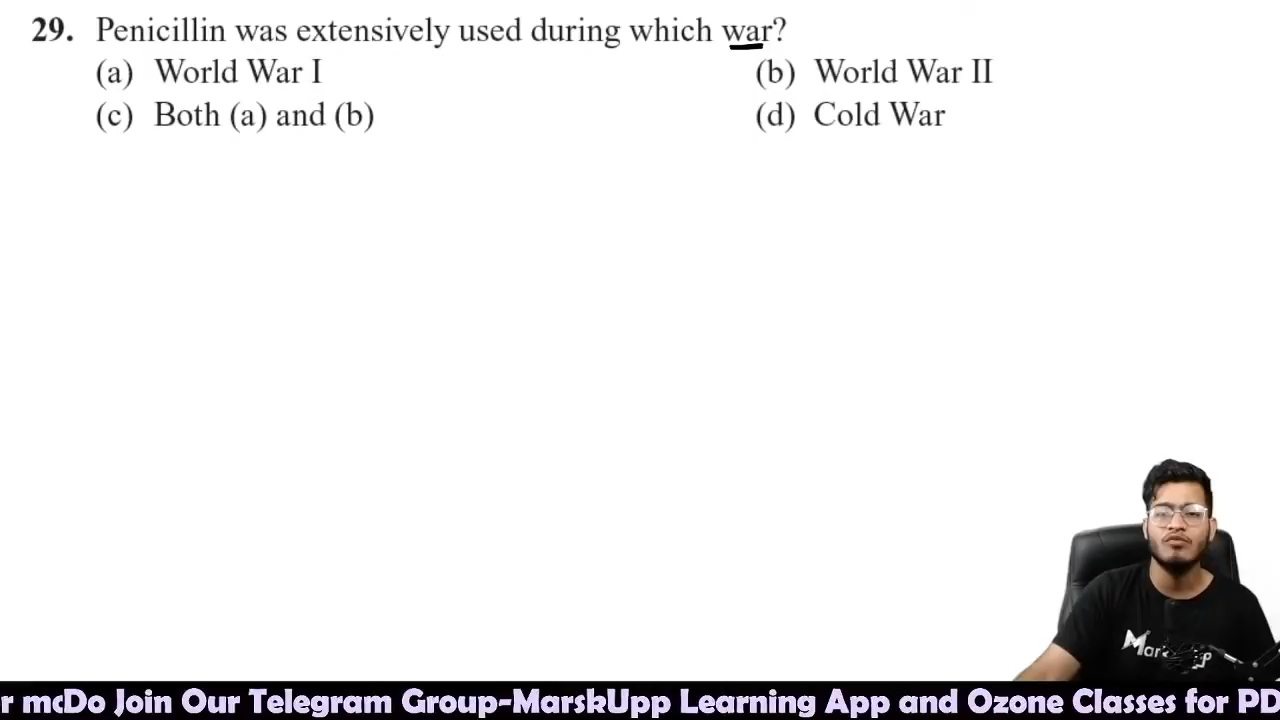 29. Penicillin was extensively used during which war?
(a) World War I (b) World War II
(c) Both (a) and (b) (d) Cold War
r mcDo Join Our Telegram Group-MarskUpp Learning App and Ozone Classes for PD